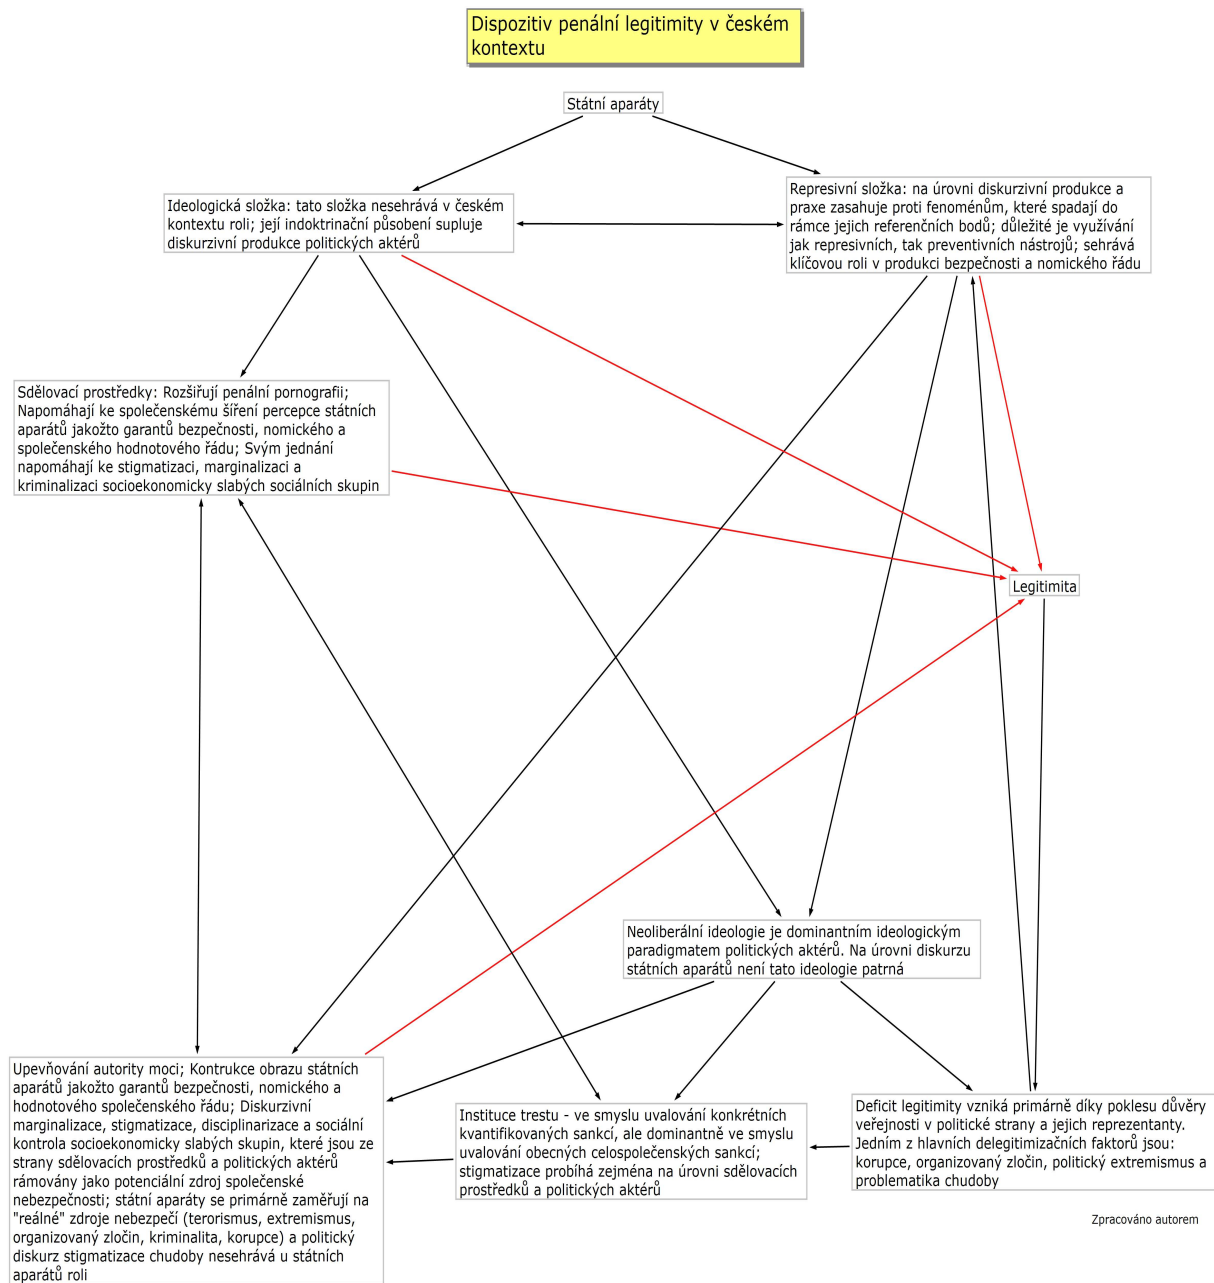 Dispozitiv penální legitimity v českém
kontextu
Státní aparáty
Ideologická složka: tato složka nesehrává v českém
kontextu roli; její indoktrinační působení supluje
diskurzivní produkce politických aktérů
Represivní složka: na úrovni diskurzivní produkce a
praxe zasahuje proti fenoménům, které spadají do
rámce jejich referenčních bodů; důležité je využívání
jak represivních, tak preventivních nástrojů; sehrává
klíčovou roli v produkci bezpečnosti a nomického řádu
Sdělovací prostředky: Rozšiřují penální pornografii;
Napomáhají ke společenskému šíření percepce státních
aparátů jakožto garantů bezpečnosti, nomického a
společenského hodnotového řádu; Svým jednání
napomáhají ke stigmatizaci, marginalizaci a
kriminalizaci socioekonomicky slabých sociálních skupin
Legitimita
Neoliberální ideologie je dominantním ideologickým
paradigmatem politických aktérů. Na úrovni diskurzu
státních aparátů není tato ideologie patrná
Upevňování autority moci; Kontrukce obrazu státních
aparátů jakožto garantů bezpečnosti, nomického a
hodnotového společenského řádu; Diskurzivní
marginalizace, stigmatizace, disciplinarizace a sociální
kontrola socioekonomicky slabých skupin, které jsou ze
strany sdělovacích prostředků a politických aktérů
rámovány jako potenciální zdroj společenské
nebezpečnosti; státní aparáty se primárně zaměřují na
"reálné" zdroje nebezpečí (terorismus, extremismus,
organizovaný zločin, kriminalita, korupce) a politický
diskurz stigmatizace chudoby nesehrává u státních
aparátů roli
Instituce trestu - ve smyslu uvalování konkrétních
kvantifikovaných sankcí, ale dominantně ve smyslu
uvalování obecných celospolečenských sankcí;
stigmatizace probíhá zejména na úrovni sdělovacích
prostředků a politických aktérů
Deficit legitimity vzniká primárně díky poklesu důvěry
veřejnosti v politické strany a jejich reprezentanty.
Jedním z hlavních delegitimizačních faktorů jsou:
korupce, organizovaný zločin, politický extremismus a
problematika chudoby
Zpracováno autorem